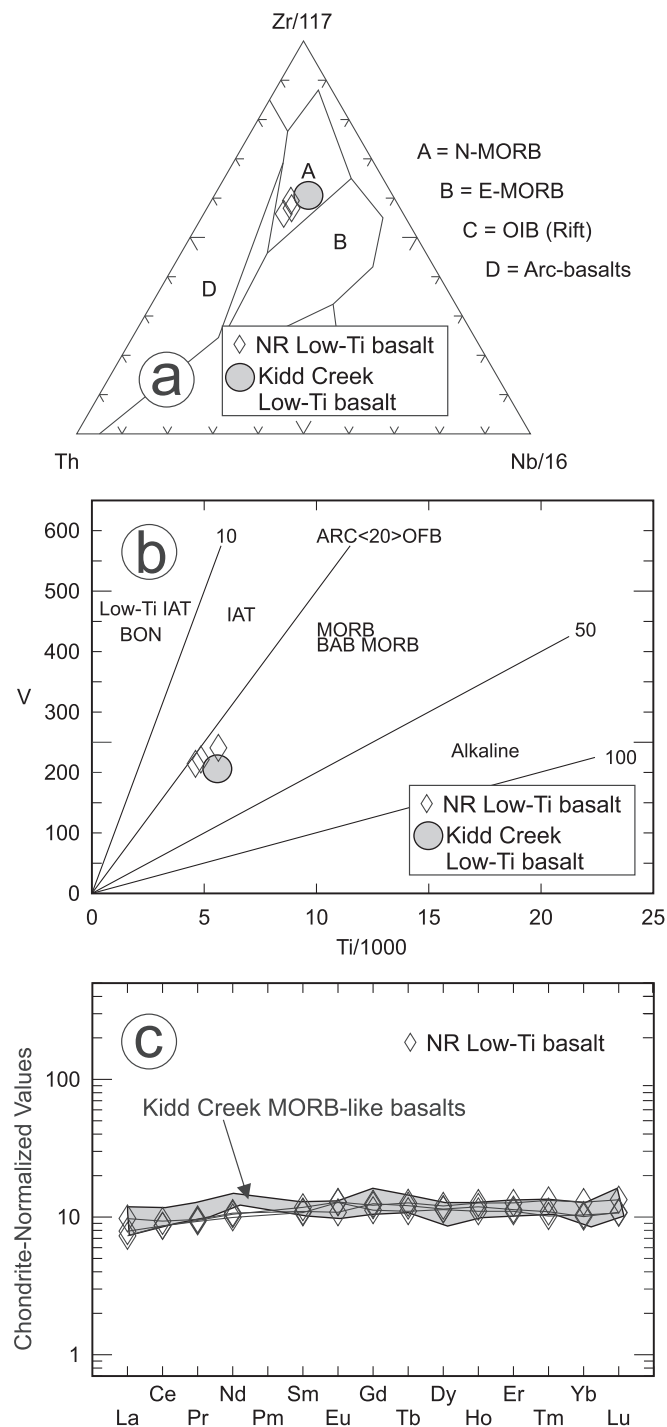 Zr/117
A
A = N-MORB
B = E-MORB
B
C = OIB (Rift)
D = Arc-basalts
D
NR Low-Ti basalt
a
Kidd Creek
Low-Ti basalt
Th
Nb/16
600
b
10
ARC<20>OFB
500
Low-Ti IAT
BON
IAT
MORB
BAB MORB
400
50
V
300
Alkaline
100
200
NR Low-Ti basalt
100
Kidd Creek
Low-Ti basalt
0
0 5 10 15 20 25
Ti/1000
c
NR Low-Ti basalt
100
Kidd Creek MORB-like basalts
Chondrite-Normalized Values
10
1
Ce Nd Sm Gd Dy Er Yb
La Pr Pm Eu Tb Ho Tm Lu